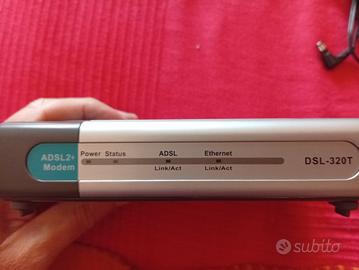 ADSL2+
Modem
Power Status ADSL Ethernet
Link/Act Link/Act
DSL-320T
subito